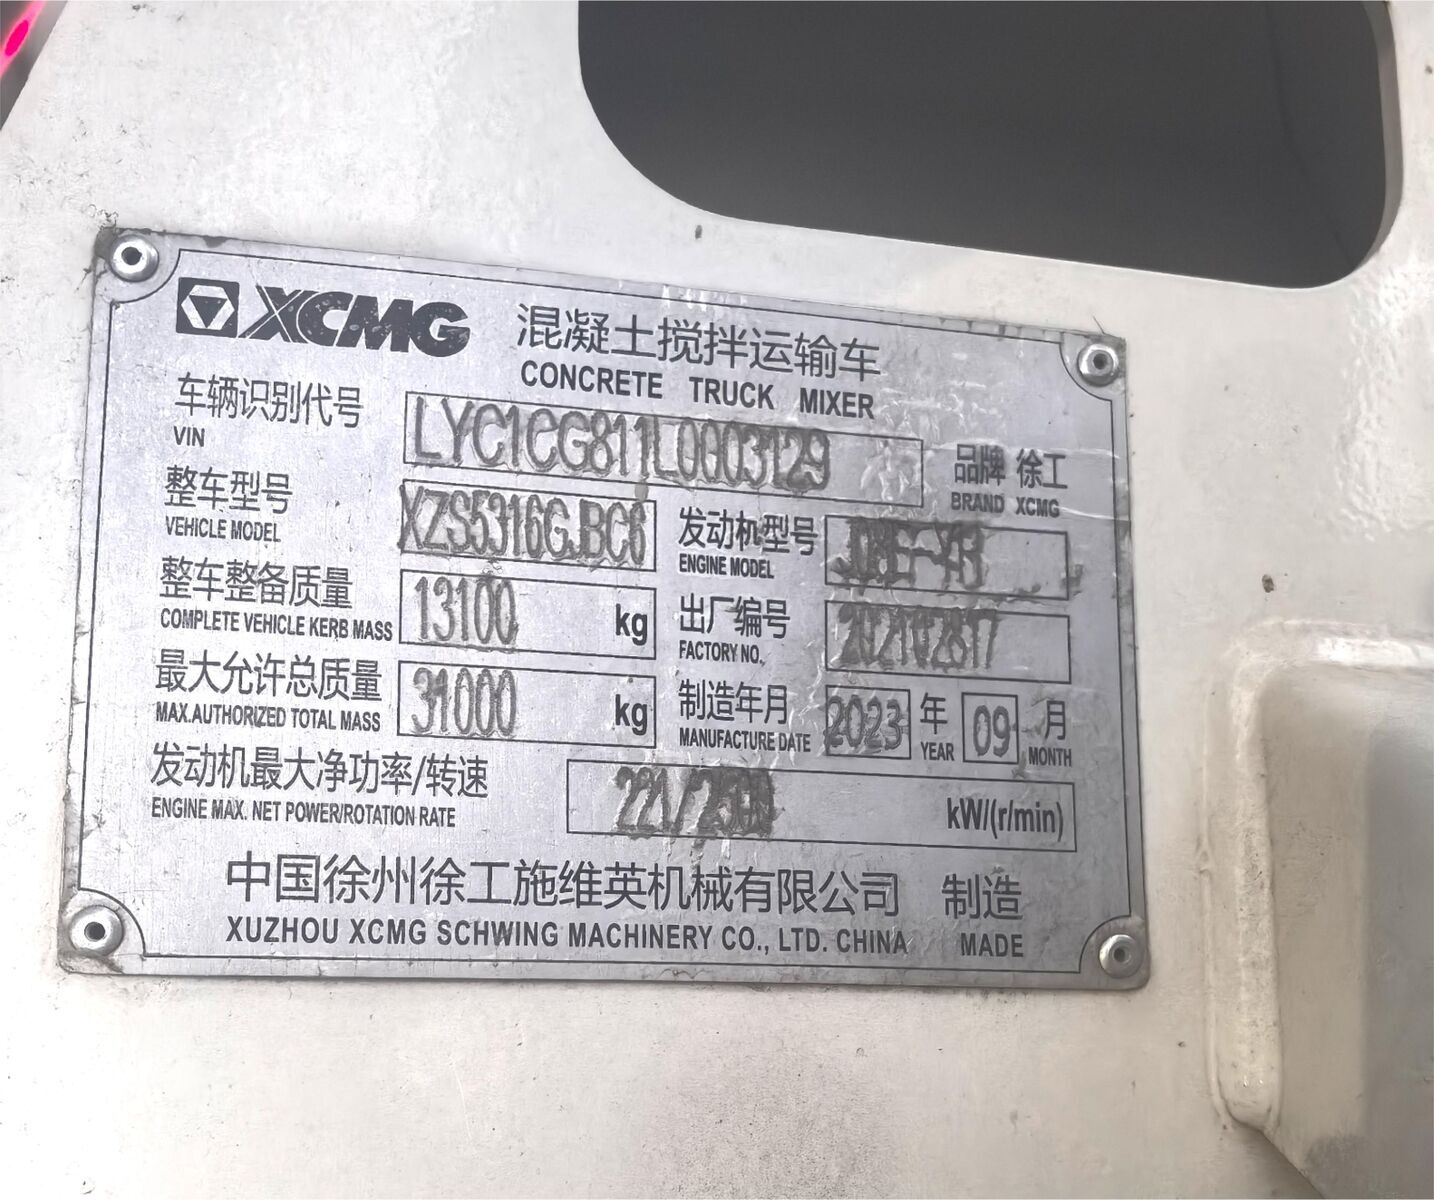 XCMG 混凝土搅拌运输车
CONCRETE TRUCK MIXER
车辆识别代号 LYC1CG811L0003129
VIN
品牌 徐工
BRAND XCMG
整车型号 XZS5316GJBC6
VEHICLE MODEL
发动机型号
ENGINE MODEL
整车整备质量 13100 kg
COMPLETE VEHICLE KERB MASS
出厂编号
FACTORY NO.
最大允许总质量 31000 kg
MAX.AUTHORIZED TOTAL MASS
制造年月 2023 年 09 月
MANUFACTURE DATE YEAR MONTH
发动机最大净功率/转速 kW/(r/min)
ENGINE MAX. NET POWER/ROTATION RATE
中国徐州徐工施维英机械有限公司 制造
XUZHOU XCMG SCHWING MACHINERY CO., LTD. CHINA MADE